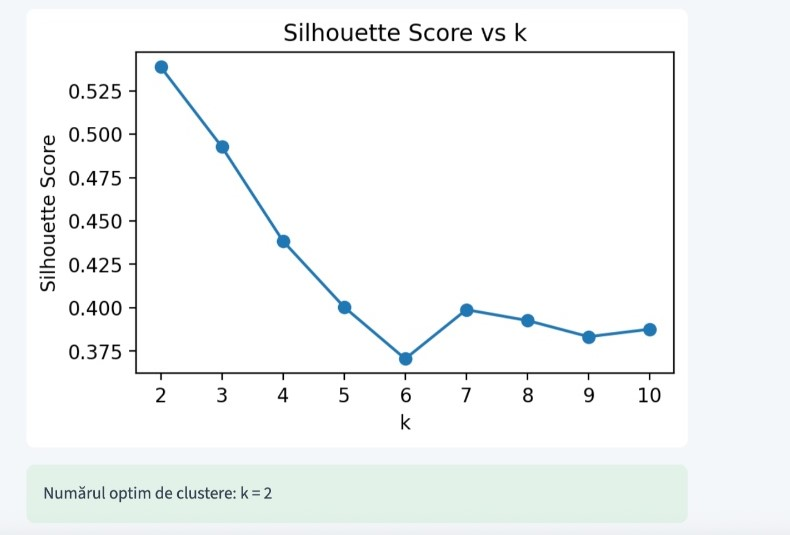 Silhouette Score vs k
Silhouette Score
0.525
0.500
0.475
0.450
0.425
0.400
0.375
2 3 4 5 6 7 8 9 10
k
Numărul optim de clustere: k = 2